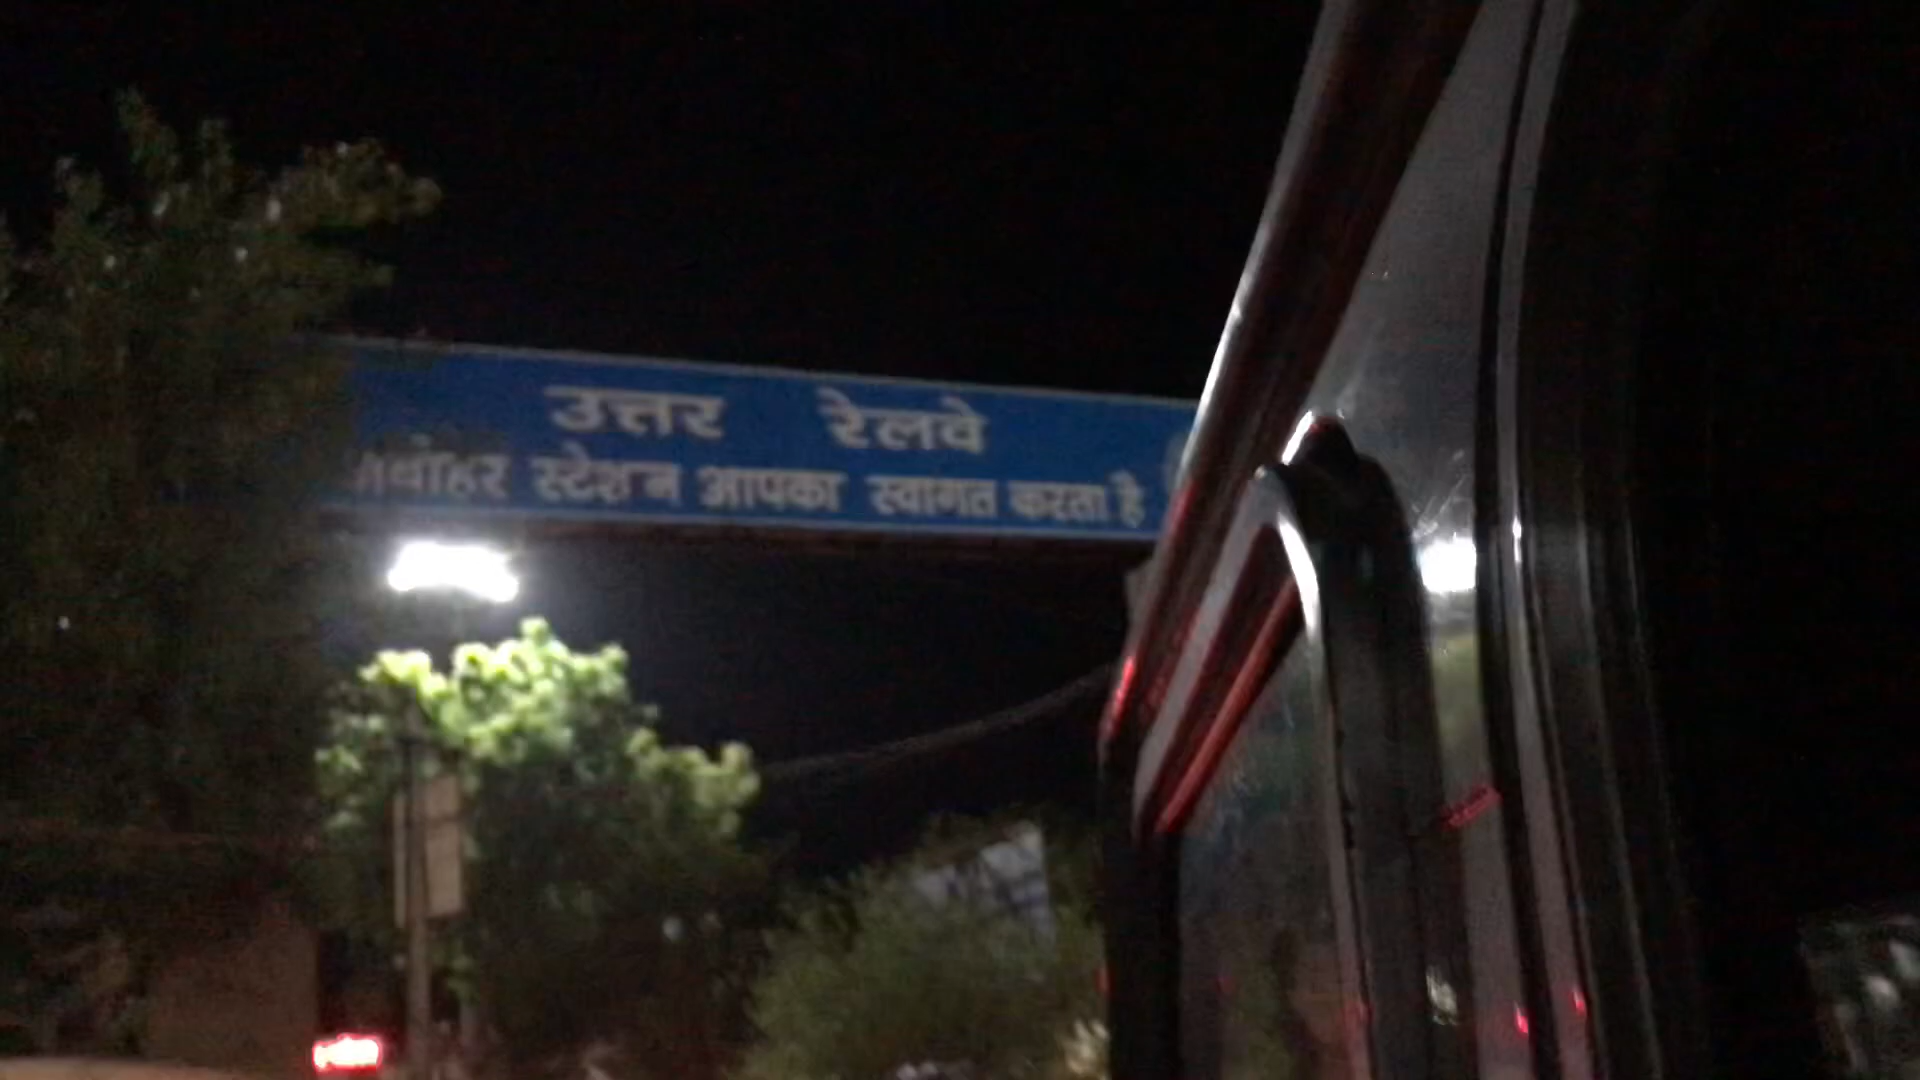 उत्तर रेलवे
स्टेशन आपका स्वागत करता है